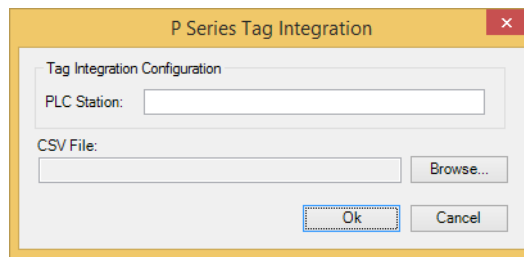 P Series Tag Integration
Tag Integration Configuration
PLC Station:
CSV File:
Browse...
Ok
Cancel